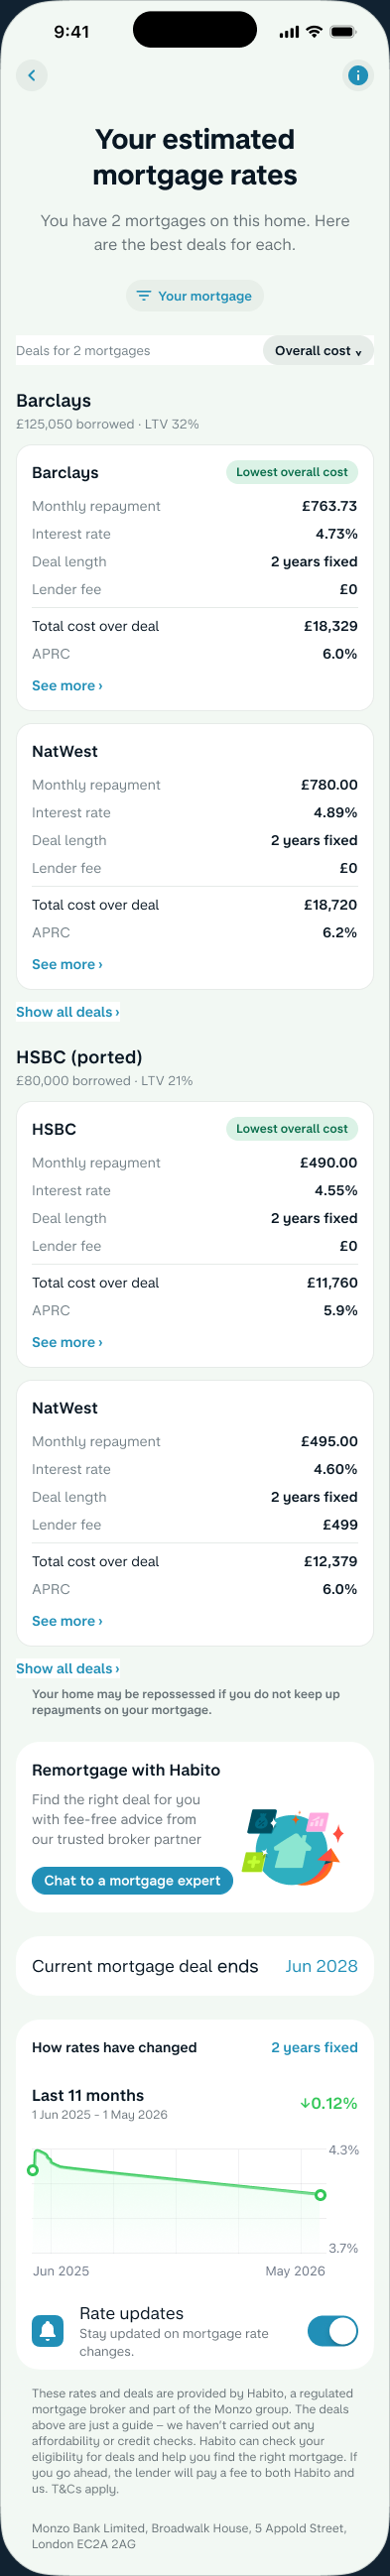 9:41
Your estimated
mortgage rates
You have 2 mortgages on this home. Here
are the best deals for each.
Your mortgage
Deals for 2 mortgages Overall cost
Barclays
£125,050 borrowed · LTV 32%
Barclays Lowest overall cost
Monthly repayment £763.73
Interest rate 4.73%
Deal length 2 years fixed
Lender fee £0
Total cost over deal £18,329
APRC 6.0%
See more ›
NatWest
Monthly repayment £780.00
Interest rate 4.89%
Deal length 2 years fixed
Lender fee £0
Total cost over deal £18,720
APRC 6.2%
See more ›
Show all deals ›
HSBC (ported)
£80,000 borrowed · LTV 21%
HSBC Lowest overall cost
Monthly repayment £490.00
Interest rate 4.55%
Deal length 2 years fixed
Lender fee £0
Total cost over deal £11,760
APRC 5.9%
See more ›
NatWest
Monthly repayment £495.00
Interest rate 4.60%
Deal length 2 years fixed
Lender fee £499
Total cost over deal £12,379
APRC 6.0%
See more ›
Show all deals ›
Your home may be repossessed if you do not keep up
repayments on your mortgage.
Remortgage with Habito
Find the right deal for you
with fee-free advice from
our trusted broker partner
Chat to a mortgage expert
Current mortgage deal ends Jun 2028
How rates have changed 2 years fixed
Last 11 months ↓0.12%
1 Jun 2025 - 1 May 2026
4.3%
3.7%
Jun 2025 May 2026
Rate updates
Stay updated on mortgage rate
changes.
These rates and deals are provided by Habito, a regulated
mortgage broker and part of the Monzo group. The deals
above are just a guide – we haven't carried out any
affordability or credit checks. Habito can check your
eligibility for deals and help you find the right mortgage. If
you go ahead, the lender will pay a fee to both Habito and
us. T&Cs apply.
Monzo Bank Limited, Broadwalk House, 5 Appold Street,
London EC2A 2AG